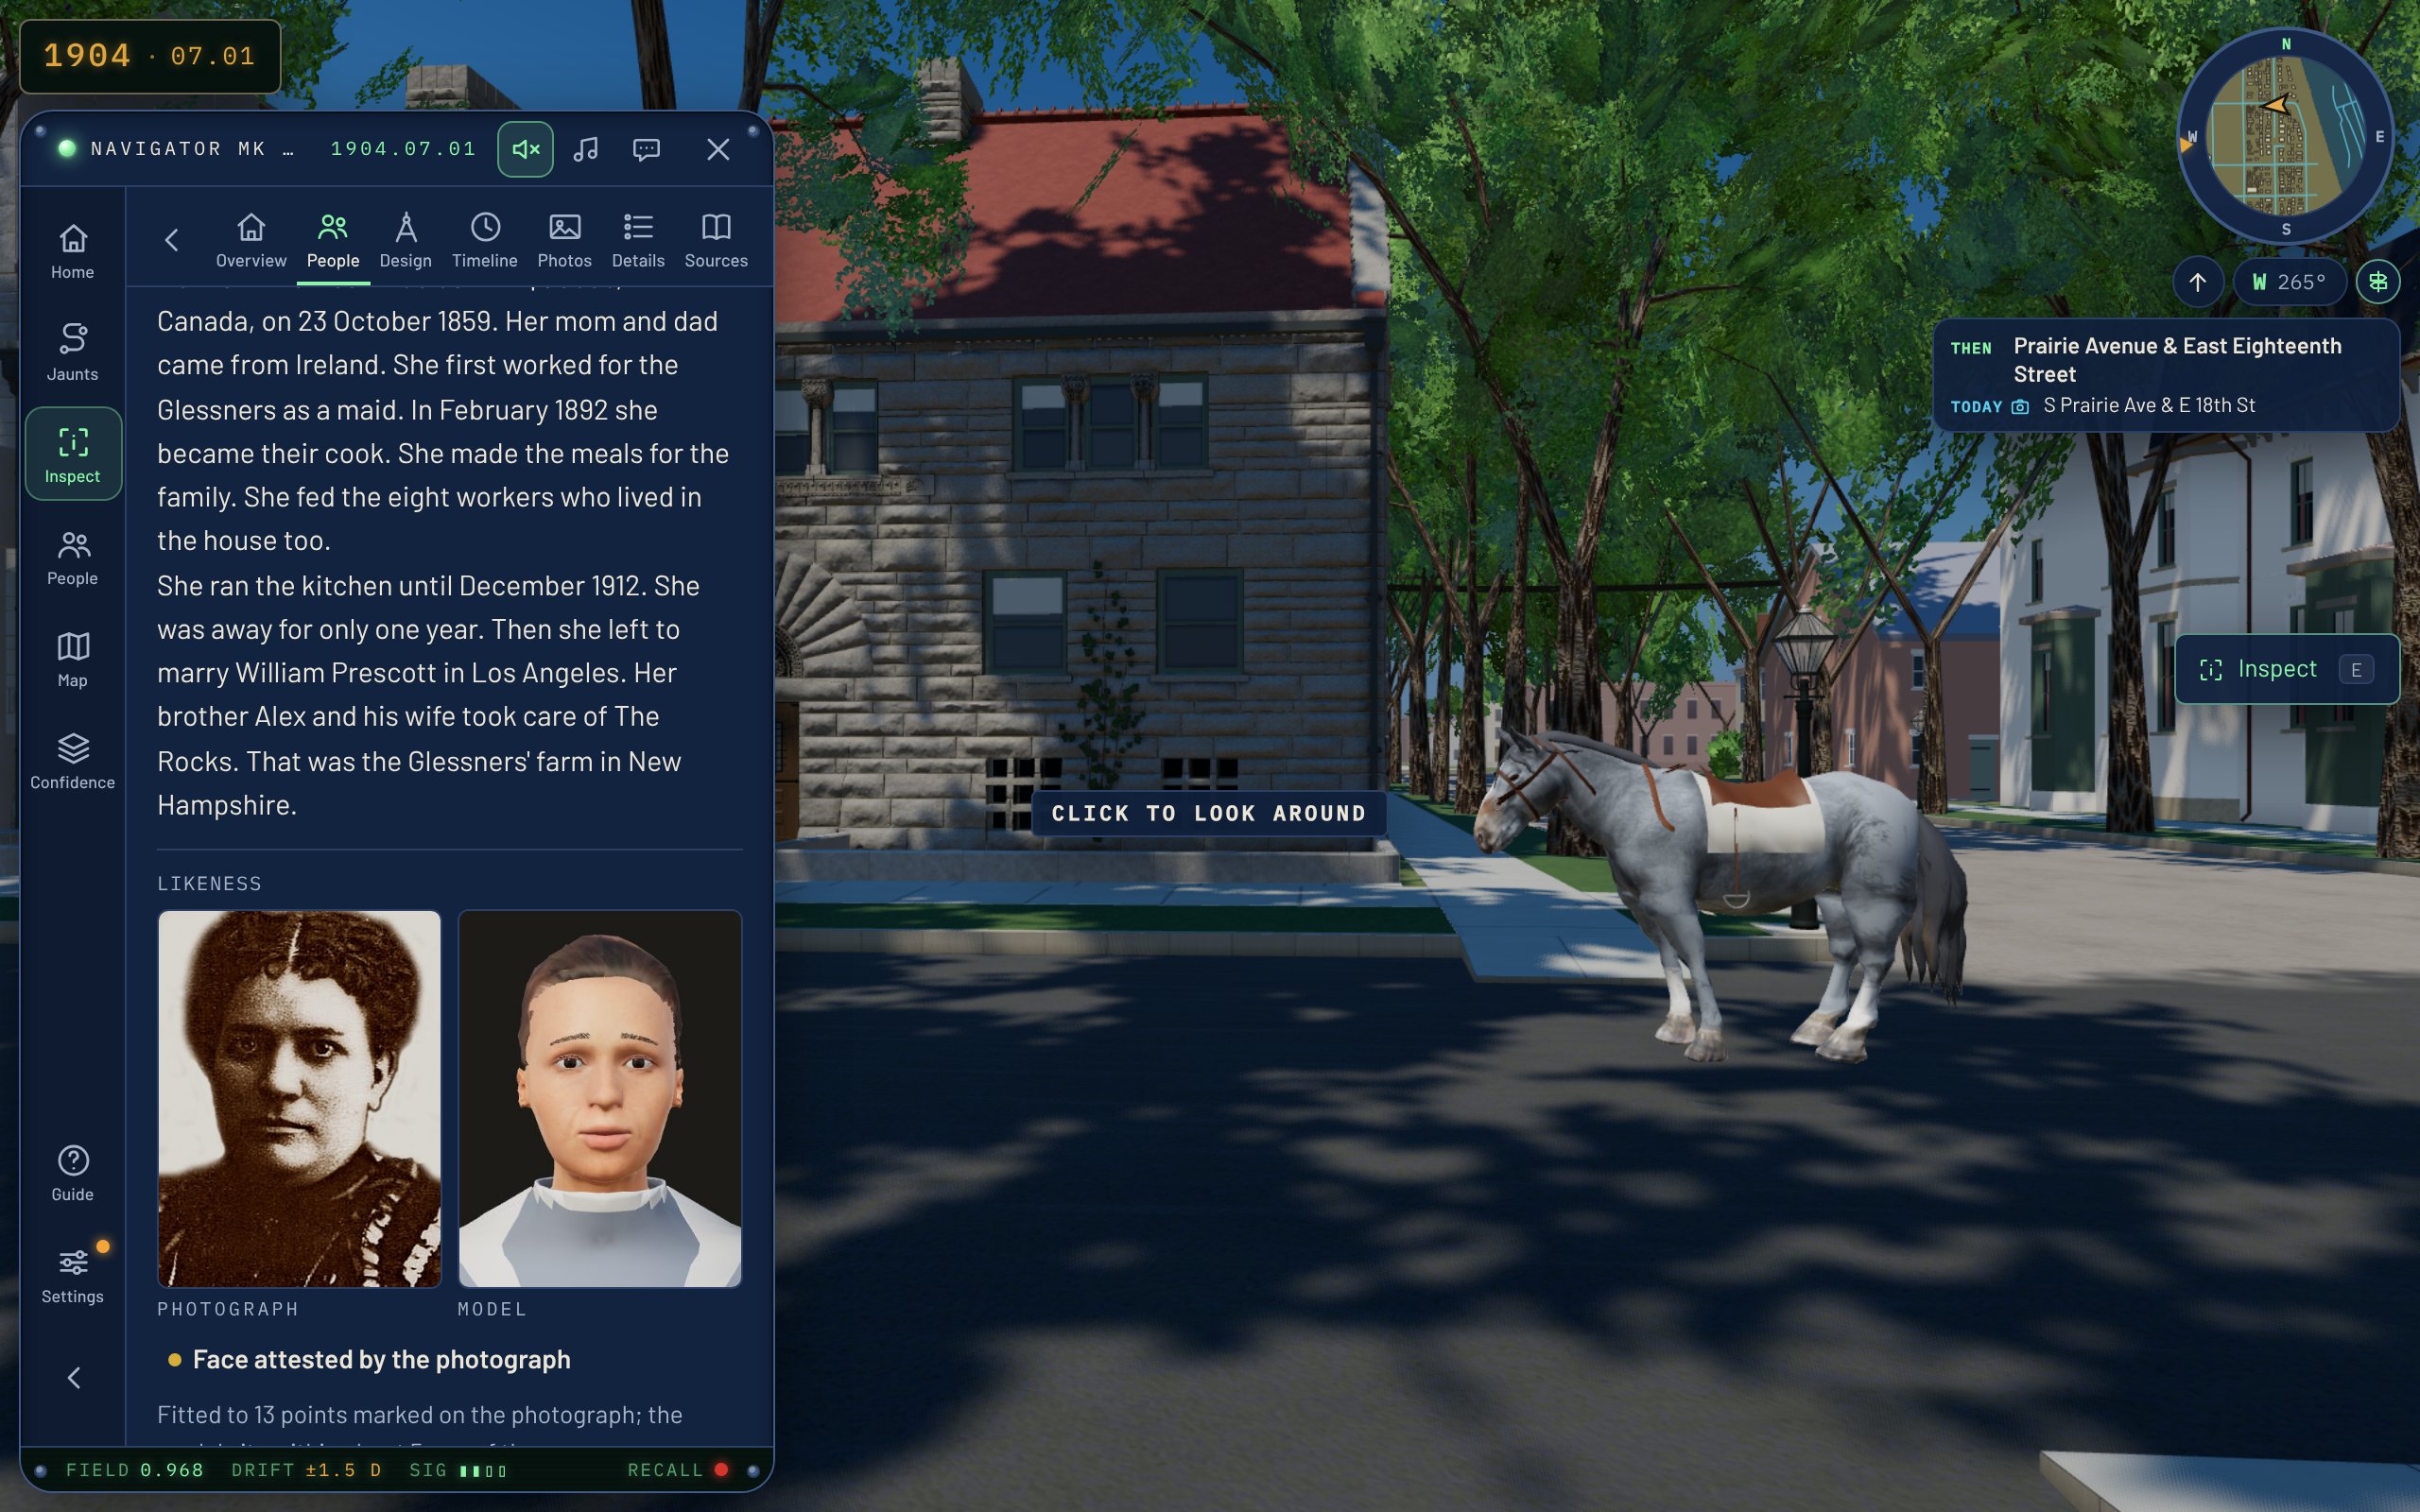 1904 · 07.01
NAVIGATOR MK …
1904.07.01
Home
Jaunts
Inspect
People
Map
Confidence
Guide
Settings
Overview
People
Design
Timeline
Photos
Details
Sources
Canada, on 23 October 1859. Her mom and dad
came from Ireland. She first worked for the
Glessners as a maid. In February 1892 she
became their cook. She made the meals for the
family. She fed the eight workers who lived in
the house too.
She ran the kitchen until December 1912. She
was away for only one year. Then she left to
marry William Prescott in Los Angeles. Her
brother Alex and his wife took care of The
Rocks. That was the Glessners' farm in New
Hampshire.
LIKENESS
PHOTOGRAPH
MODEL
Face attested by the photograph
Fitted to 13 points marked on the photograph; the
FIELD 0.968 DRIFT ±1.5 D SIG
RECALL
CLICK TO LOOK AROUND
N
W
E
S
W 265°
THEN Prairie Avenue & East Eighteenth
Street
TODAY S Prairie Ave & E 18th St
Inspect E